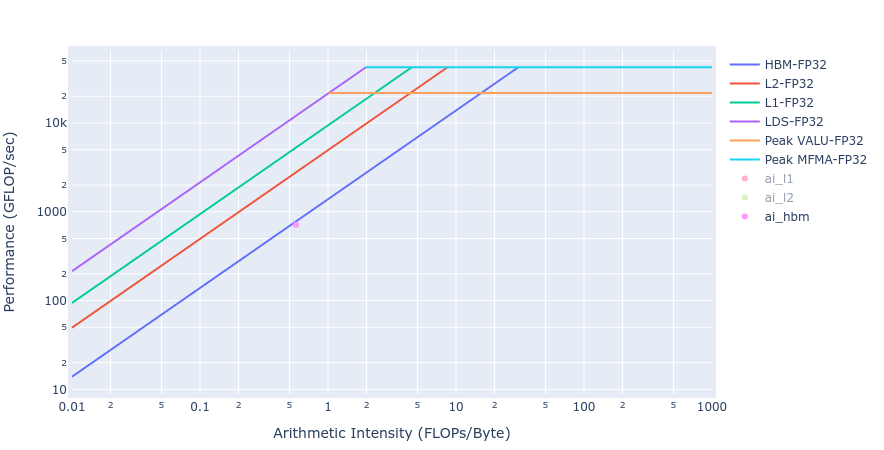 Performance (GFLOP/sec)
5
2
10k
5
2
1000
5
2
100
5
2
10
0.01 2 5 0.1 2 5 1 2 5 10 2 5 100 2 5 1000
Arithmetic Intensity (FLOPs/Byte)
HBM-FP32
L2-FP32
L1-FP32
LDS-FP32
Peak VALU-FP32
Peak MFMA-FP32
ai_l1
ai_l2
ai_hbm